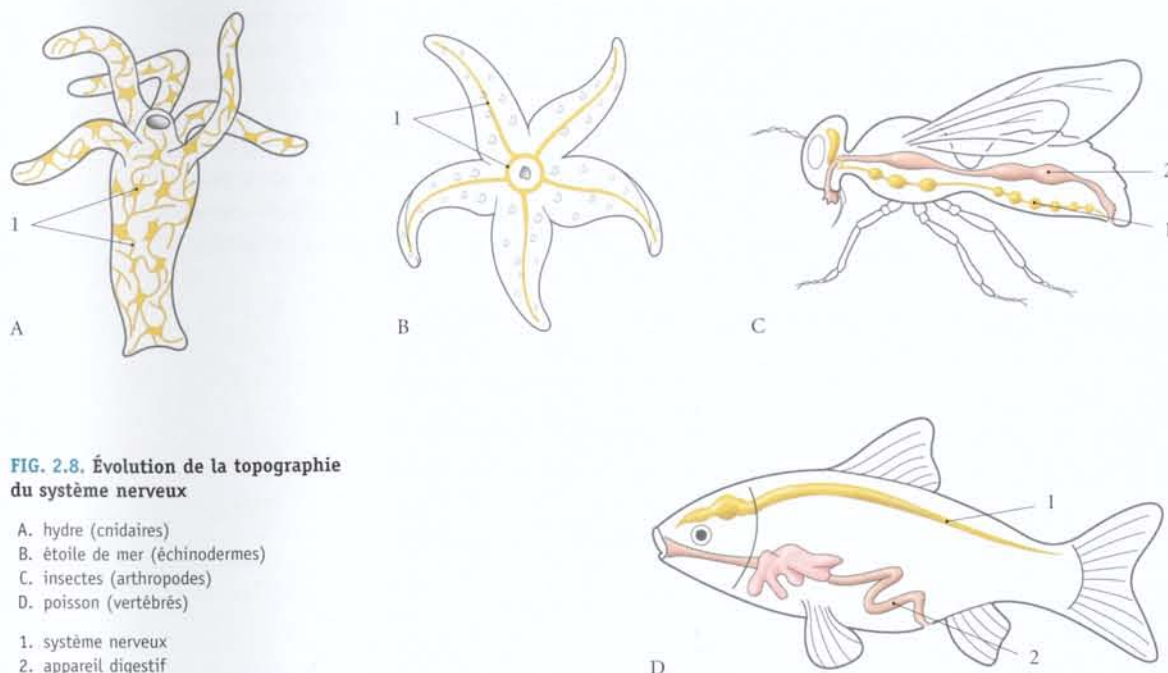 1
A
1
B
2
1
C
FIG. 2.8. Évolution de la topographie
du système nerveux
A. hydre (cnidaires)
B. étoile de mer (échinodermes)
C. insectes (arthropodes)
D. poisson (vertébrés)
1. système nerveux
2. appareil digestif
1
2
D